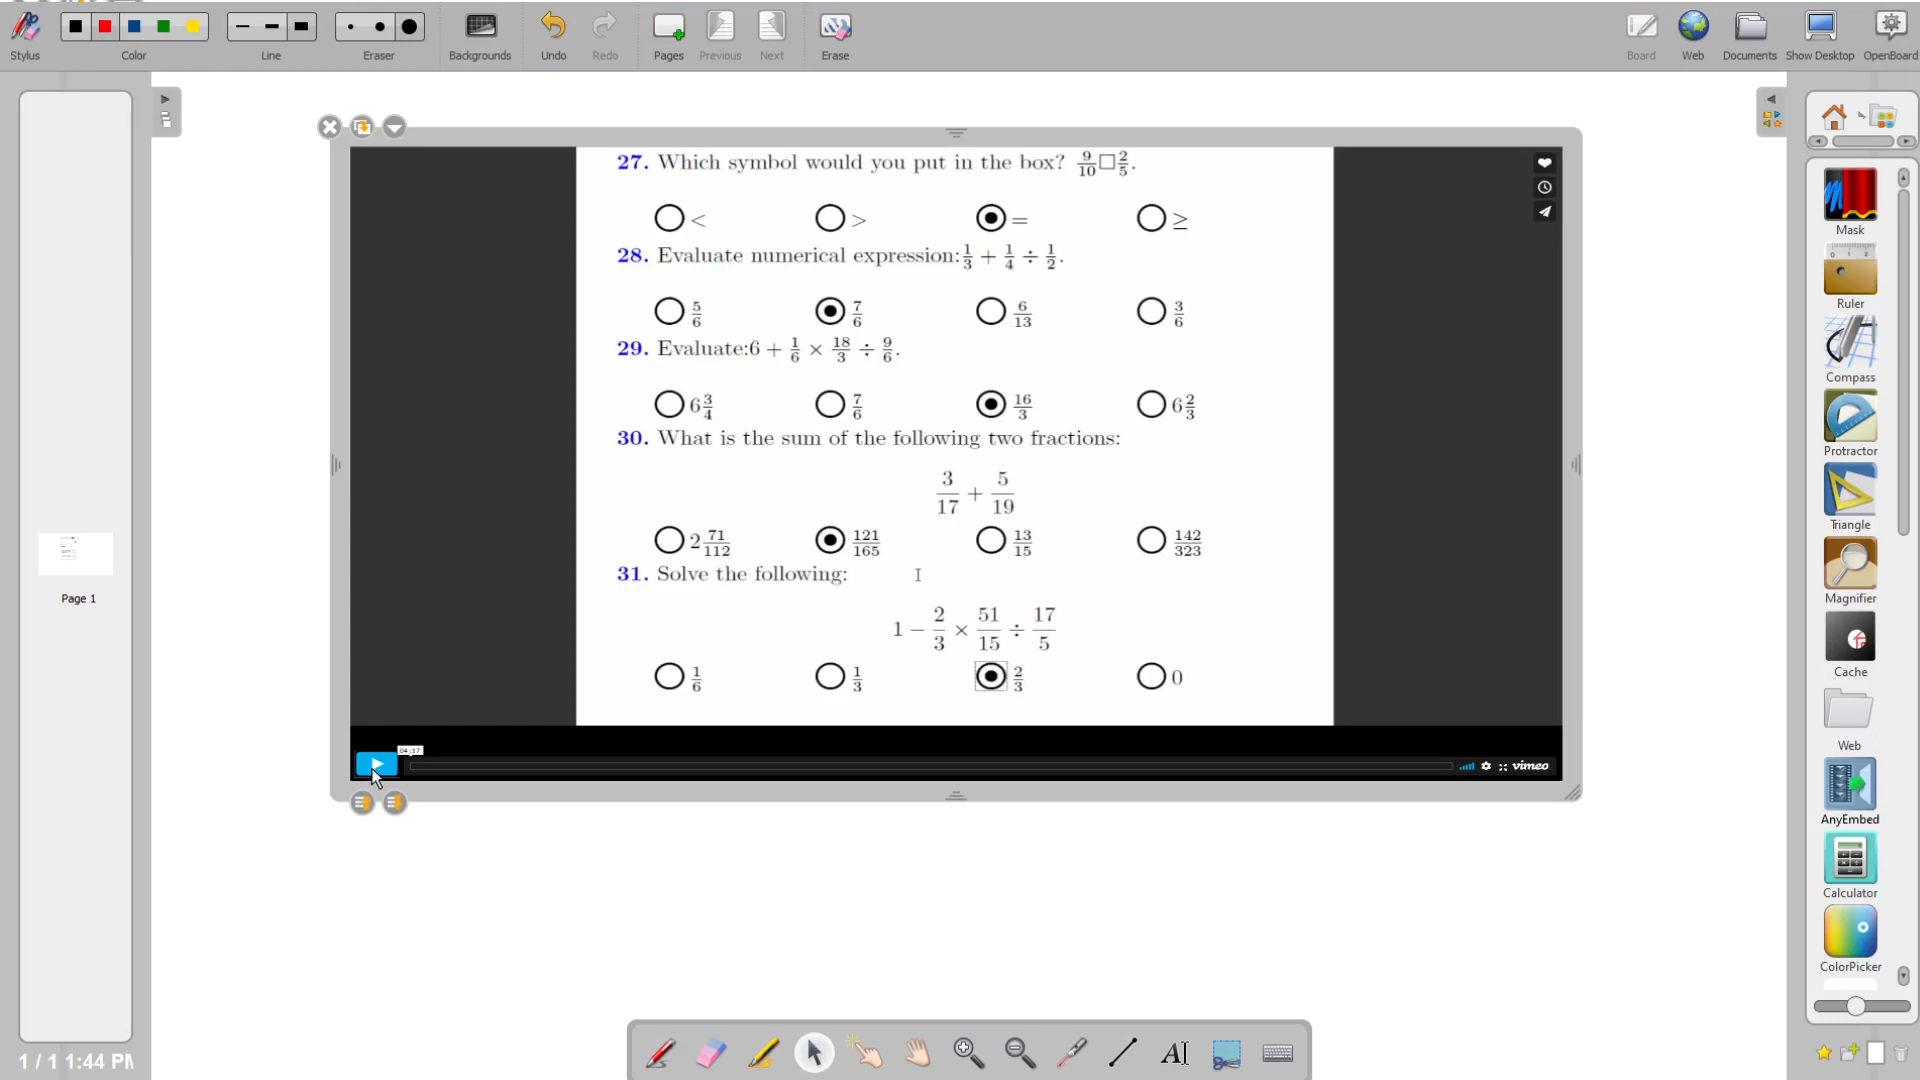 Stylus Color Line Eraser Backgrounds Undo Redo Pages Previous Next Erase Board Web Documents Show Desktop OpenBoard
27. Which symbol would you put in the box? 9/10 □ 2/5.
< > = ≥
28. Evaluate numerical expression: 1/3 + 1/4 ÷ 1/2.
5/6 7/6 6/13 3/6
29. Evaluate: 6 + 1/6 × 18/3 ÷ 9/6.
6 3/4 7/6 16/3 6 2/3
30. What is the sum of the following two fractions:
3/17 + 5/19
2 71/112 121/165 13/15 142/323
31. Solve the following:
1 − 2/3 × 51/15 ÷ 17/5
1/6 1/3 2/3 0
04:17
vimeo
Page 1
1 / 1 1:44 PM
Mask
Ruler
Compass
Protractor
Triangle
Magnifier
Cache
Web
AnyEmbed
Calculator
ColorPicker